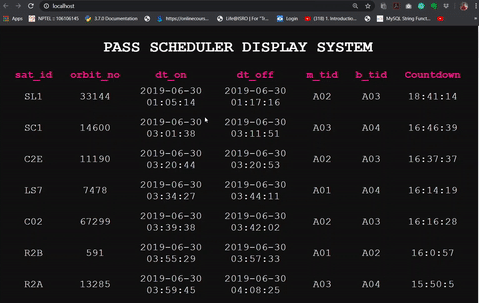 localhost
NPTEL :: 106106145
3.7.0 Documentation
https://onlinecours...
Life@ISRO | For "Tr...
Login
(318) 1. Introductio...
MySQL String Funct...
PASS SCHEDULER DISPLAY SYSTEM
sat_id orbit_no dt_on dt_off m_tid b_tid Countdown
SL1 33144 2019-06-30 01:05:14 2019-06-30 01:17:16 A02 A03 18:41:14
SC1 14600 2019-06-30 03:01:38 2019-06-30 03:11:51 A03 A04 16:46:39
C2E 11190 2019-06-30 03:20:44 2019-06-30 03:20:53 A02 A03 16:37:37
LS7 7478 2019-06-30 03:34:27 2019-06-30 03:44:11 A01 A04 16:14:19
C02 67299 2019-06-30 03:39:38 2019-06-30 03:42:02 A02 A03 16:16:28
R2B 591 2019-06-30 03:55:29 2019-06-30 03:57:33 A01 A02 16:0:57
R2A 13285 2019-06-30 03:59:45 2019-06-30 04:08:25 A03 A04 15:50:5